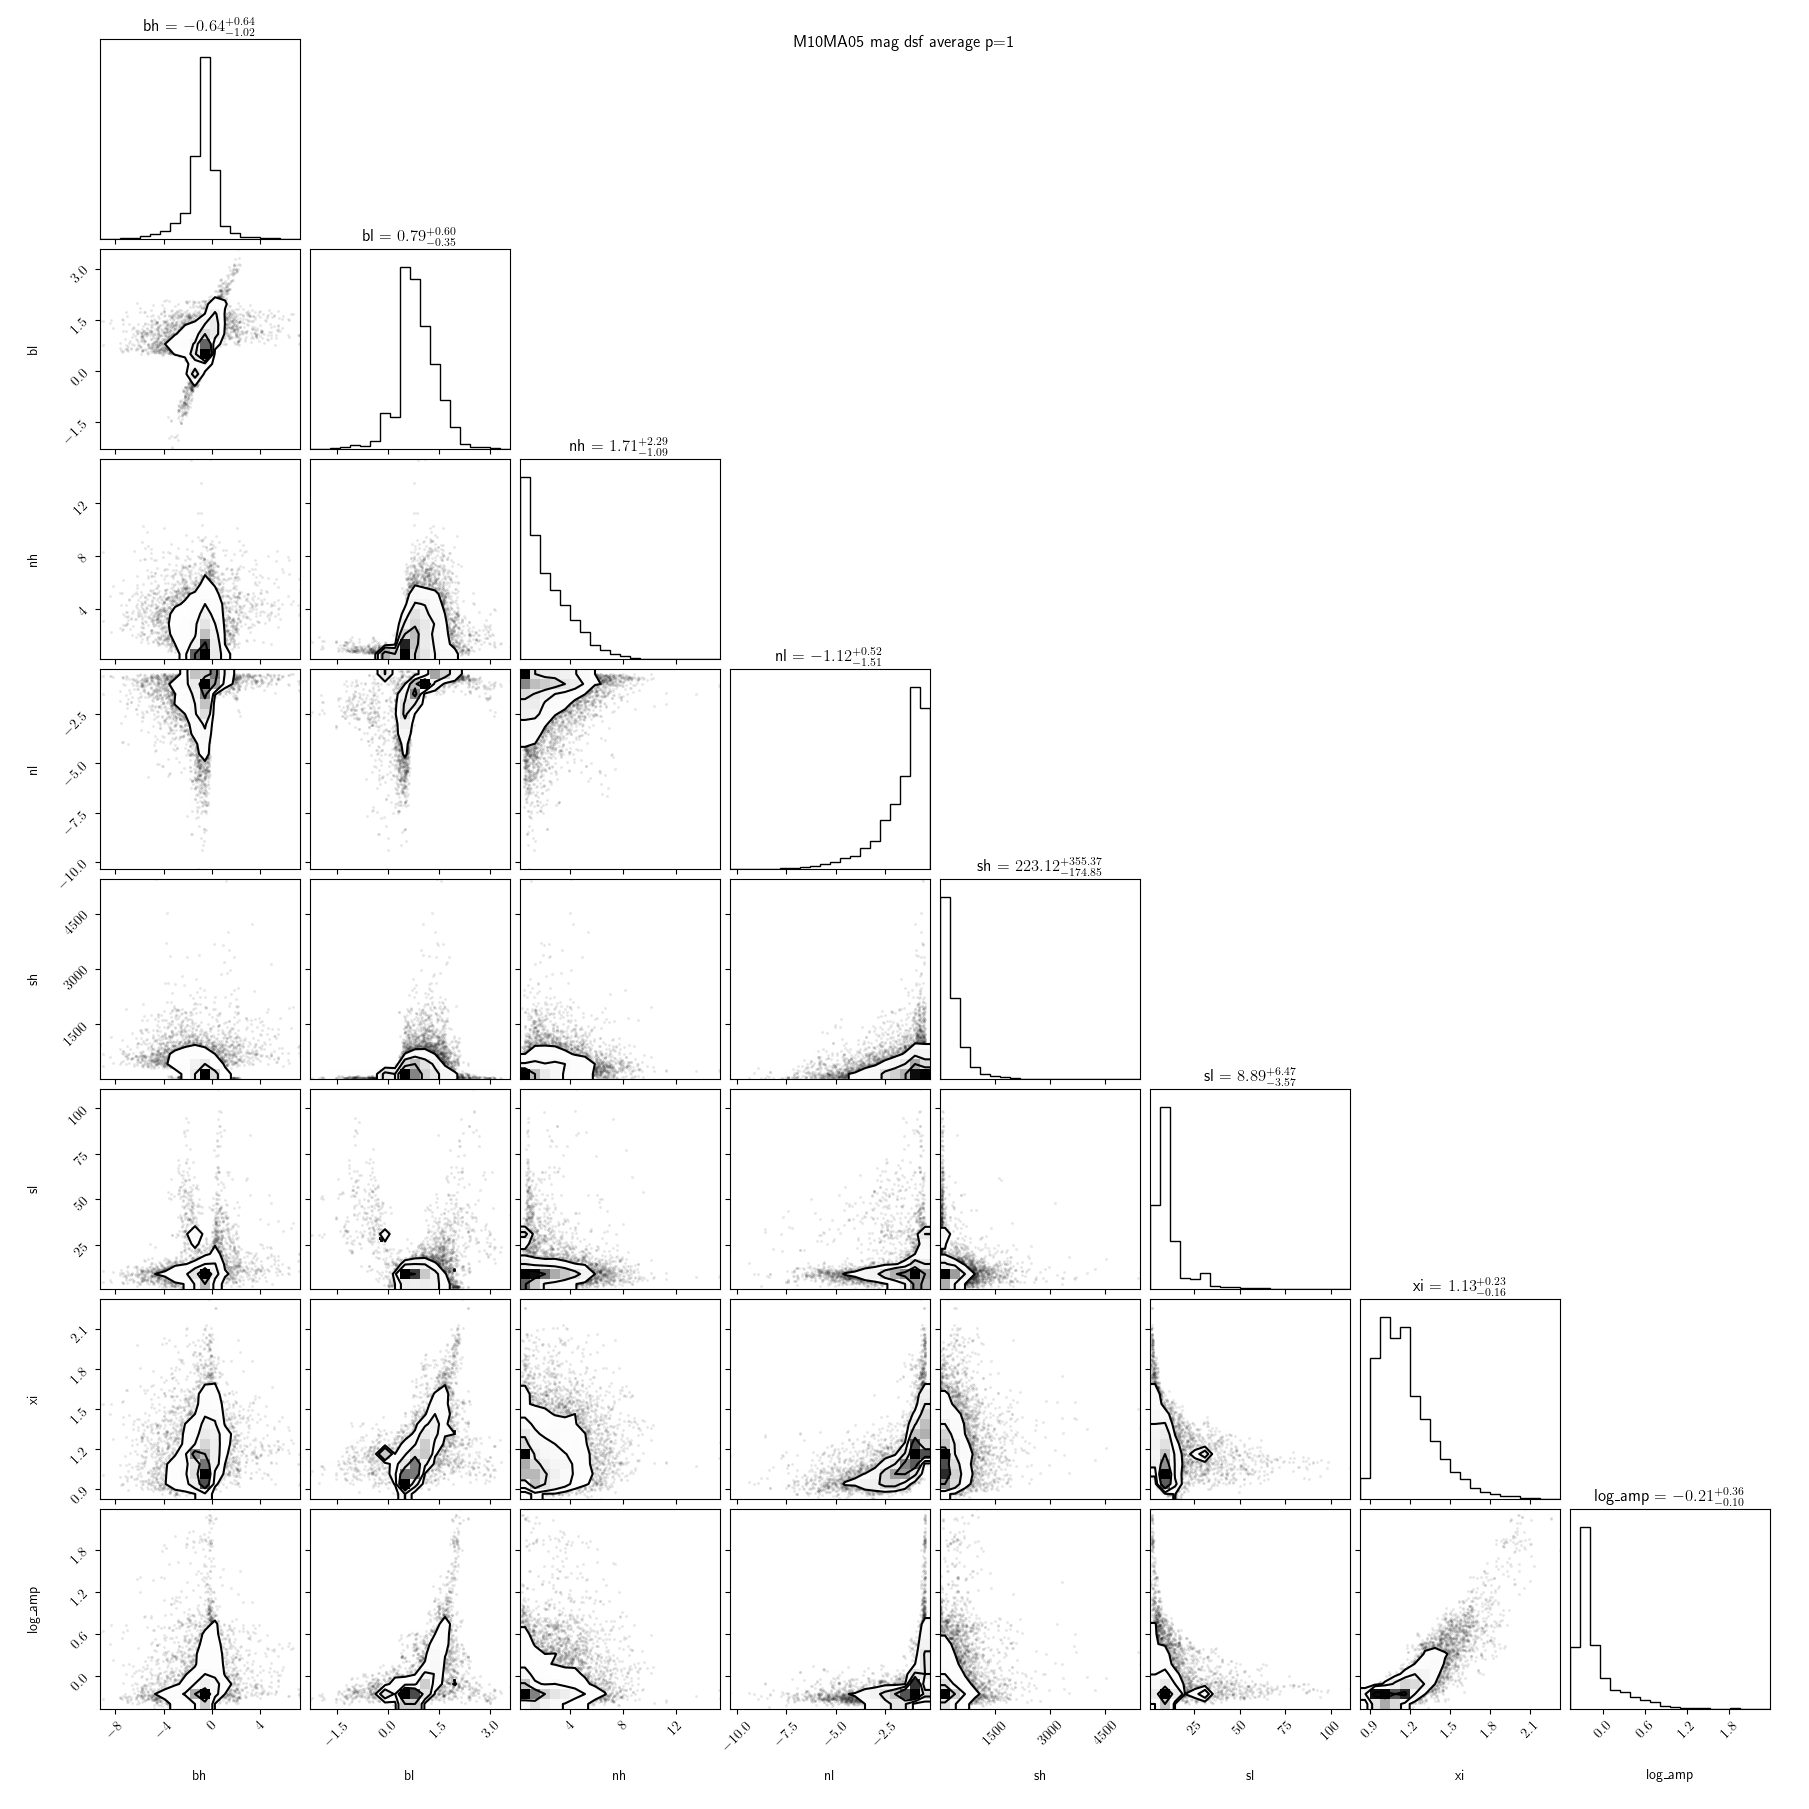 M10MA05 mag dsf average p=1
bh = −0.64 +0.64 −1.02
bl = 0.79 +0.60 −0.35
3.0
1.5
0.0
−1.5
bl
nh = 1.71 +2.29 −1.09
12
8
4
nh
nl = −1.12 +0.52 −1.51
−2.5
−5.0
−7.5
−10.0
nl
sh = 223.12 +355.37 −174.85
4500
3000
1500
sh
sl = 8.89 +6.47 −3.57
100
75
50
25
sl
xi = 1.13 +0.23 −0.16
2.1
1.8
1.5
1.2
0.9
xi
log_amp = −0.21 +0.36 −0.10
1.8
1.2
0.6
0.0
log_amp
−8 −4 0 4
−1.5 0.0 1.5 3.0
4 8 12
−10.0 −7.5 −5.0 −2.5
1500 3000 4500
25 50 75 100
0.9 1.2 1.5 1.8 2.1
0.0 0.6 1.2 1.8
bh bl nh nl sh sl xi log_amp